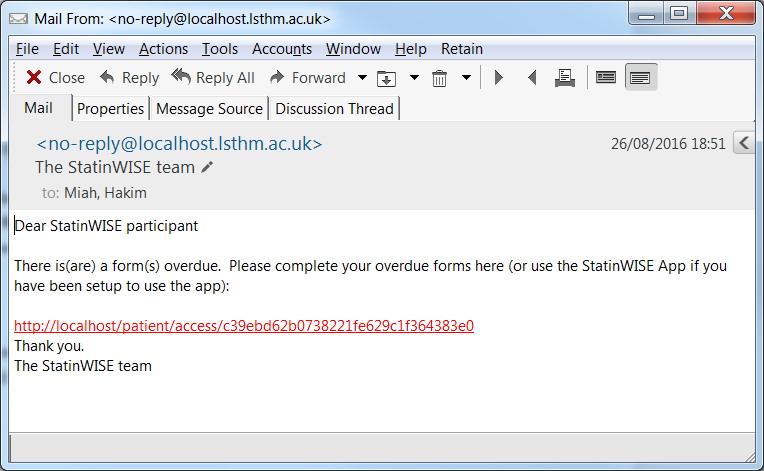 Mail From: <no-reply@localhost.lsthm.ac.uk>
File Edit View Actions Tools Accounts Window Help Retain
Close Reply Reply All Forward
Mail Properties Message Source Discussion Thread
<no-reply@localhost.lsthm.ac.uk> 26/08/2016 18:51
The StatinWISE team
to: Miah, Hakim
Dear StatinWISE participant
There is(are) a form(s) overdue. Please complete your overdue forms here (or use the StatinWISE App if you
have been setup to use the app):
http://localhost/patient/access/c39ebd62b0738221fe629c1f364383e0
Thank you.
The StatinWISE team